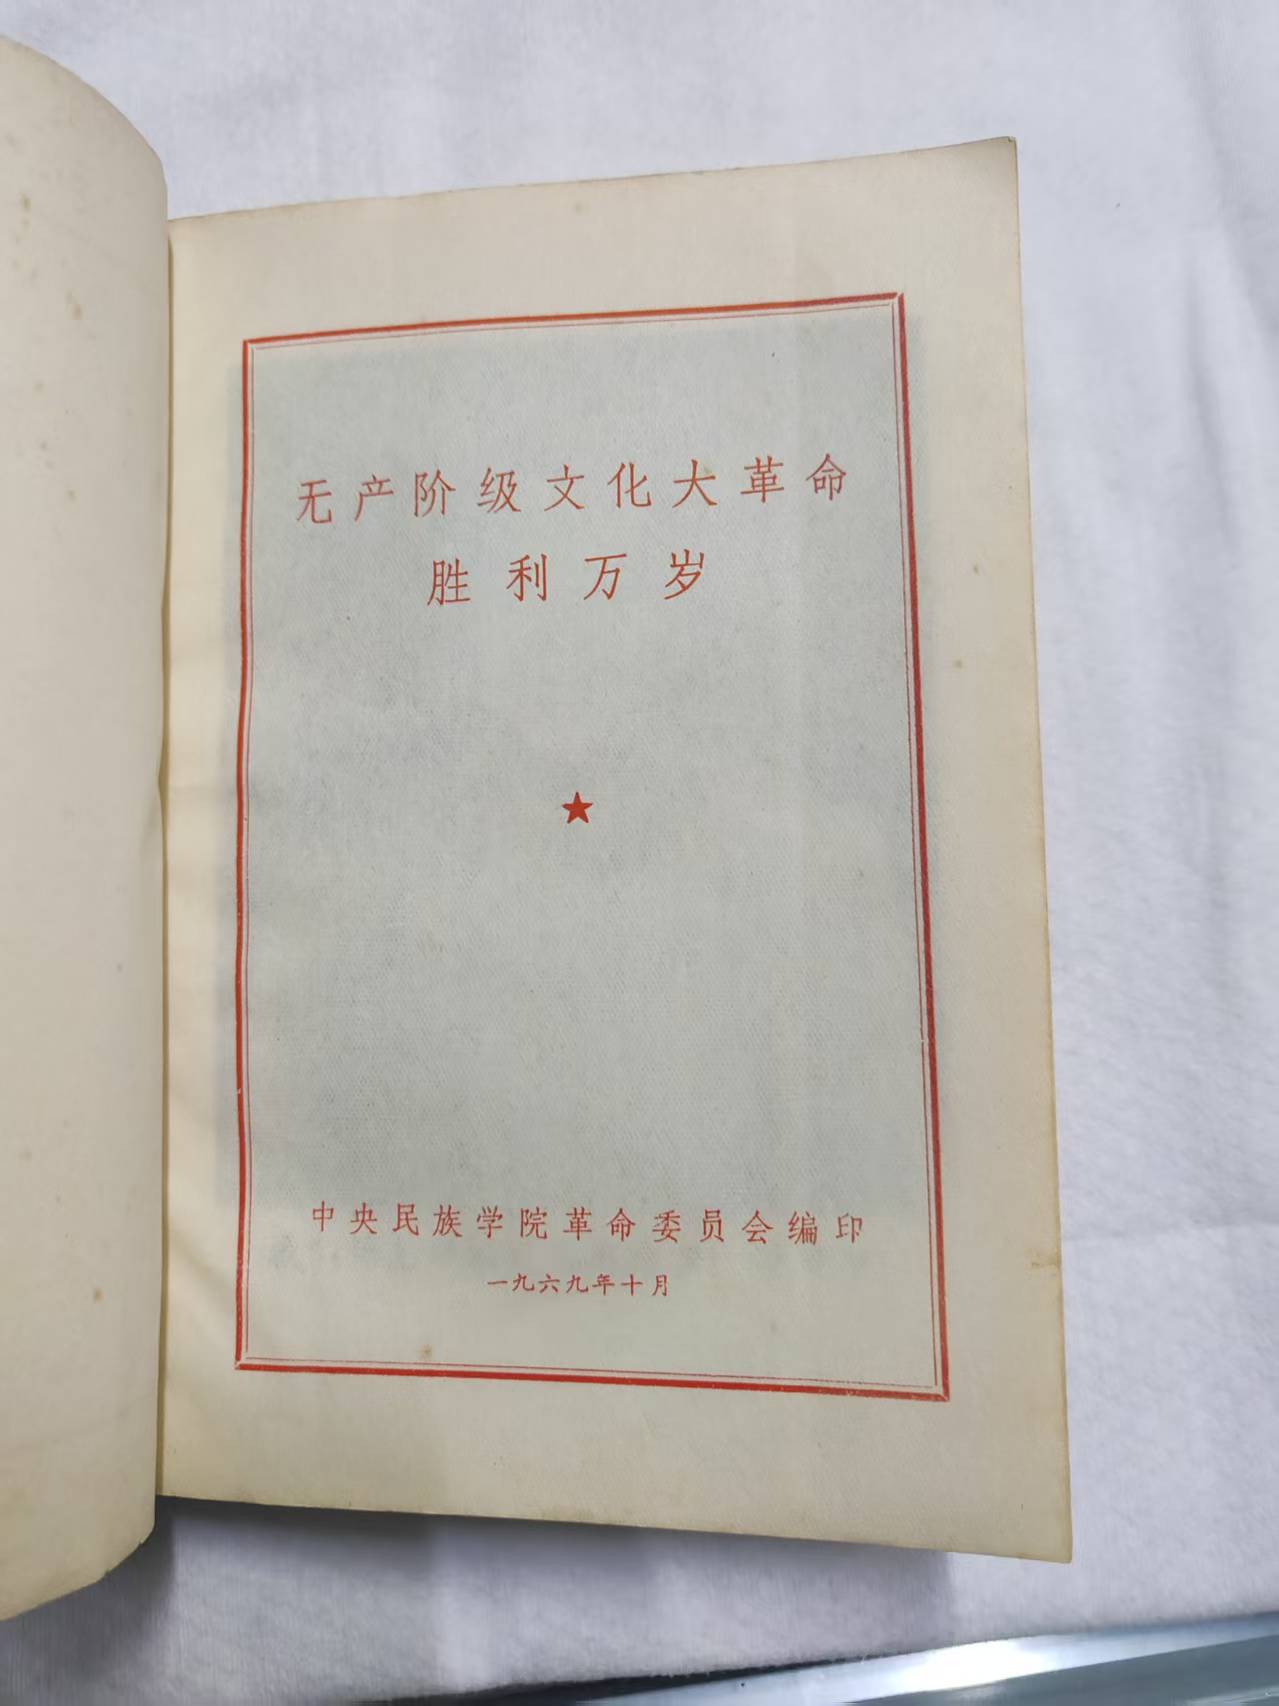 无产阶级文化大革命
胜利万岁
中央民族学院革命委员会编印
一九六九年十月